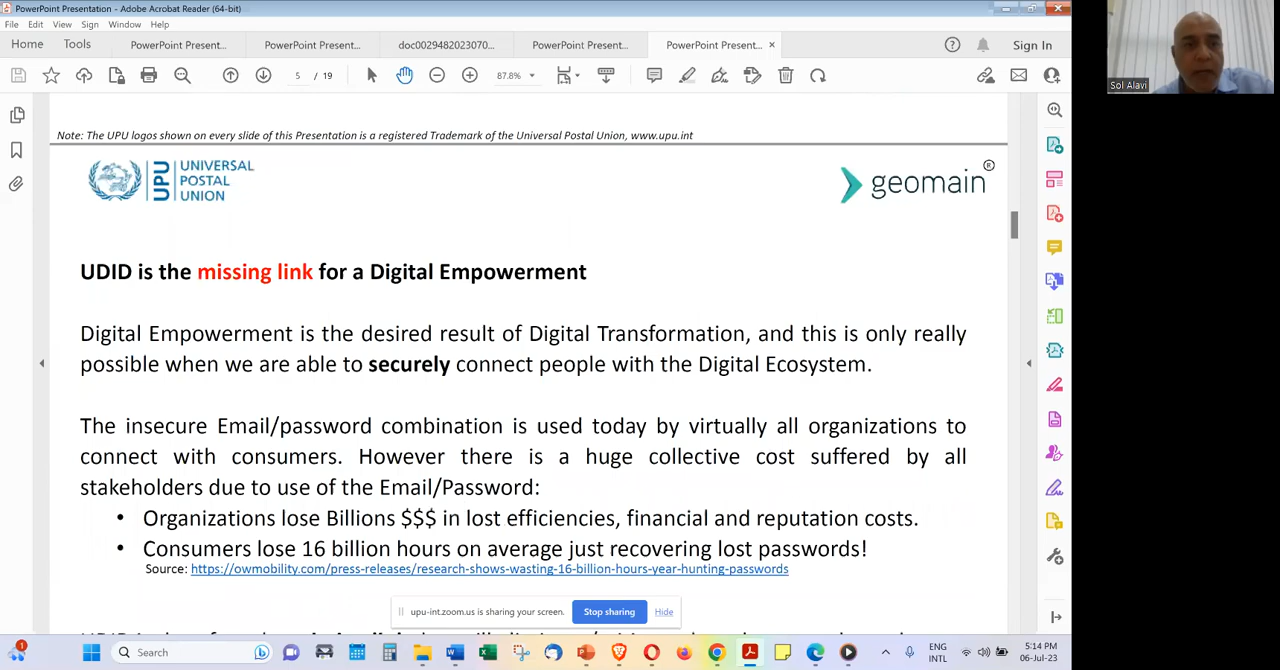 PowerPoint Presentation - Adobe Acrobat Reader (64-bit)
File Edit View Sign Window Help
Home Tools PowerPoint Present... PowerPoint Present... doc0029482023070... PowerPoint Present... PowerPoint Present... × Sign In
5 / 19 87.8%
Sol Alavi
Note: The UPU logos shown on every slide of this Presentation is a registered Trademark of the Universal Postal Union, www.upu.int
UPU UNIVERSAL
POSTAL
UNION
geomain®
UDID is the missing link for a Digital Empowerment
Digital Empowerment is the desired result of Digital Transformation, and this is only really
possible when we are able to securely connect people with the Digital Ecosystem.
The insecure Email/password combination is used today by virtually all organizations to
connect with consumers. However there is a huge collective cost suffered by all
stakeholders due to use of the Email/Password:
• Organizations lose Billions $$$ in lost efficiencies, financial and reputation costs.
• Consumers lose 16 billion hours on average just recovering lost passwords!
Source: https://owmobility.com/press-releases/research-shows-wasting-16-billion-hours-year-hunting-passwords
upu-int.zoom.us is sharing your screen. Stop sharing Hide
Search
ENG
INTL
5:14 PM
06-Jul-23